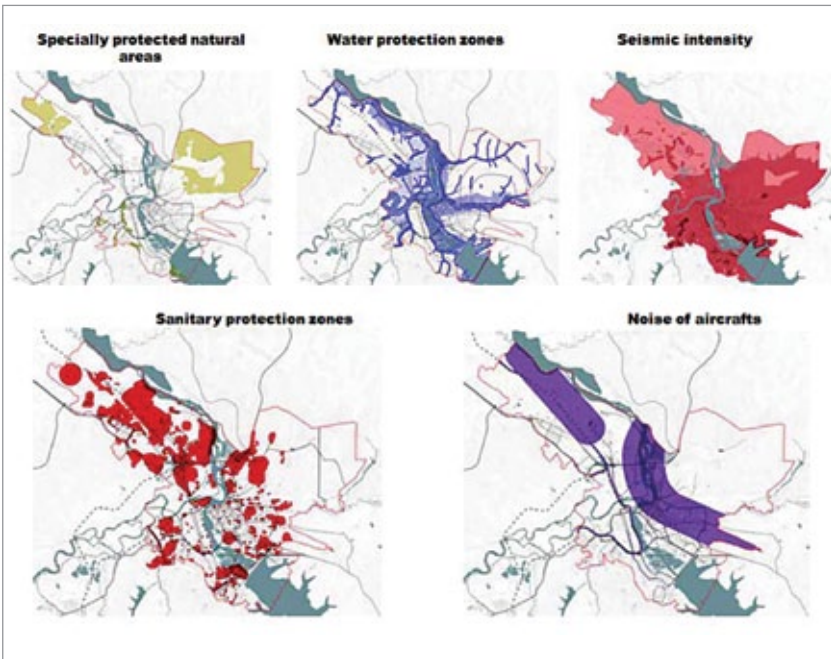 Specially protected natural
areas
Water protection zones
Seismic intensity
Sanitary protection zones
Noise of aircrafts